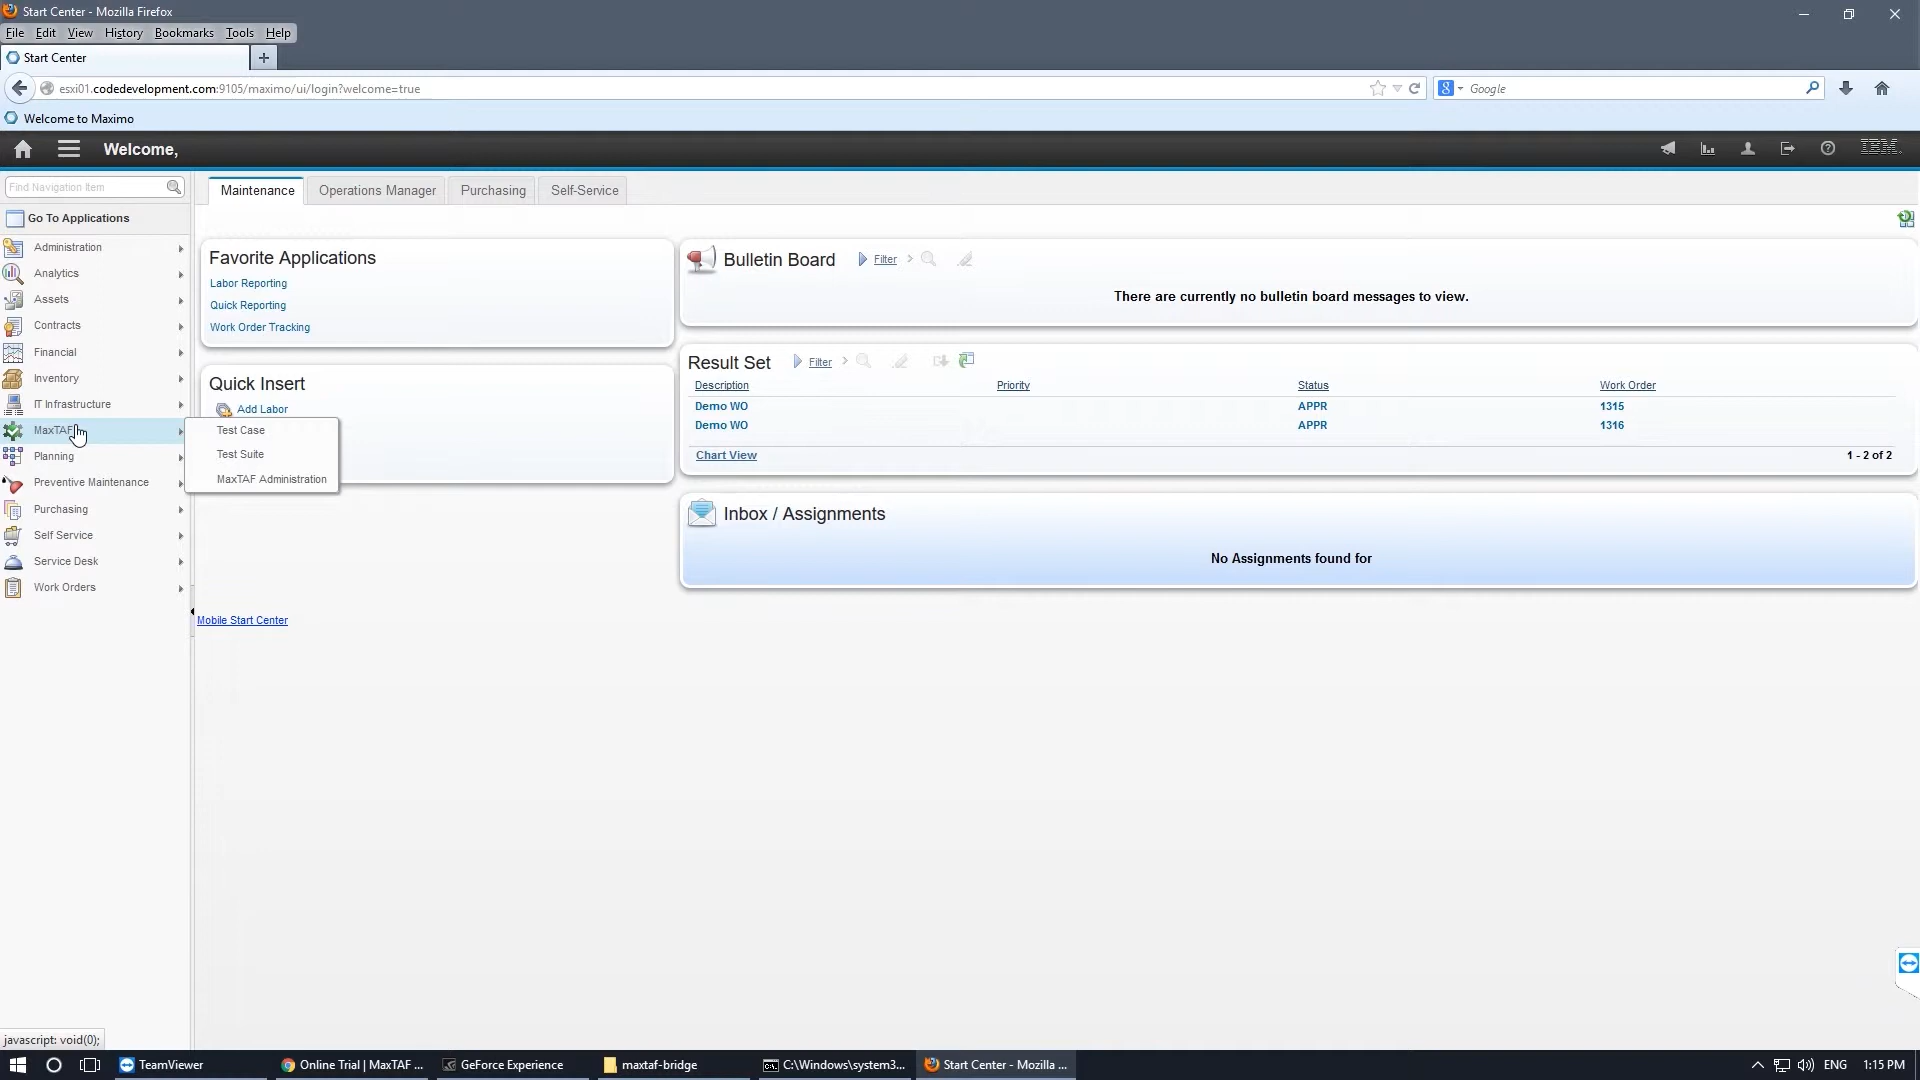 Start Center - Mozilla Firefox
File Edit View History Bookmarks Tools Help
Start Center
esxi01.codedevelopment.com:9105/maximo/ui/login?welcome=true
Google
Welcome to Maximo
Welcome,
IBM.
Find Navigation Item
Maintenance Operations Manager Purchasing Self-Service
Go To Applications
Administration
Analytics
Assets
Contracts
Financial
Inventory
IT Infrastructure
MaxTAF
Planning
Preventive Maintenance
Purchasing
Self Service
Service Desk
Work Orders
Test Case
Test Suite
MaxTAF Administration
Favorite Applications
Labor Reporting
Quick Reporting
Work Order Tracking
Quick Insert
Add Labor
Mobile Start Center
Bulletin Board Filter
There are currently no bulletin board messages to view.
Result Set Filter
Description Priority Status Work Order
Demo WO APPR 1315
Demo WO APPR 1316
Chart View 1 - 2 of 2
Inbox / Assignments
No Assignments found for
javascript: void(0);
TeamViewer Online Trial | MaxTAF ... GeForce Experience maxtaf-bridge C:\Windows\system3... Start Center - Mozilla ... ENG 1:15 PM